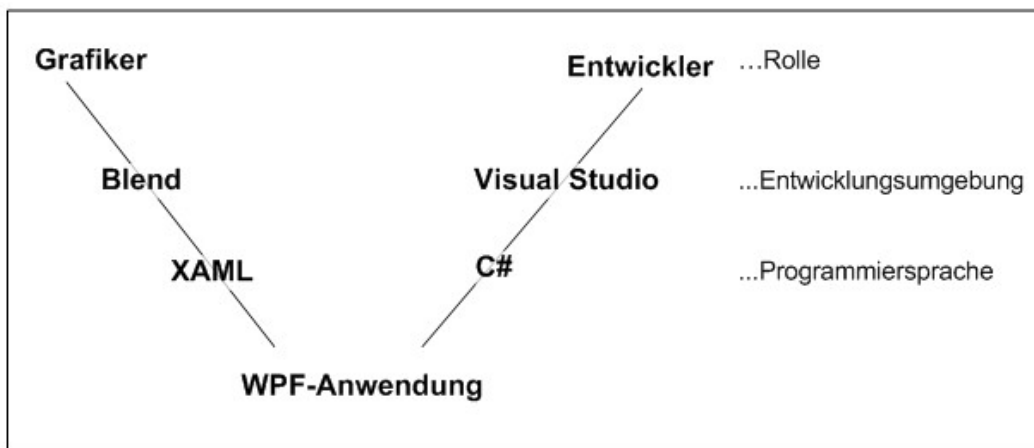 Grafiker
Entwickler ...Rolle
Blend Visual Studio ...Entwicklungsumgebung
XAML C# ...Programmiersprache
WPF-Anwendung